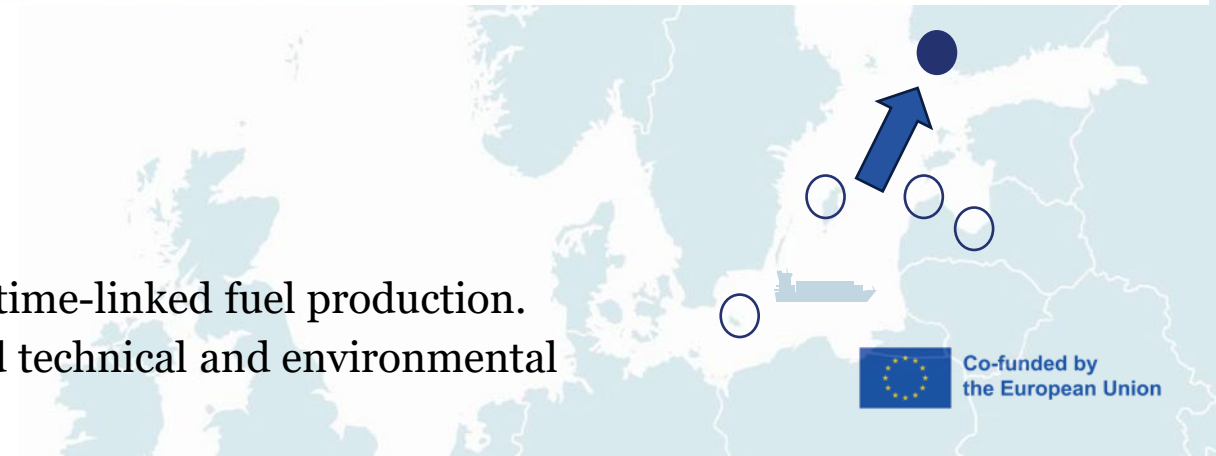 time-linked fuel production.
technical and environmental
Co-funded by
the European Union